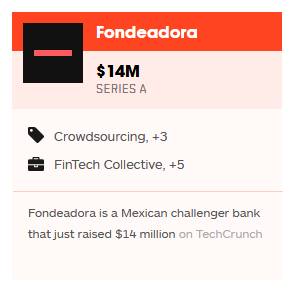 Fondeadora
$14M
SERIES A
Crowdsourcing, +3
FinTech Collective, +5
Fondeadora is a Mexican challenger bank
that just raised $14 million on TechCrunch